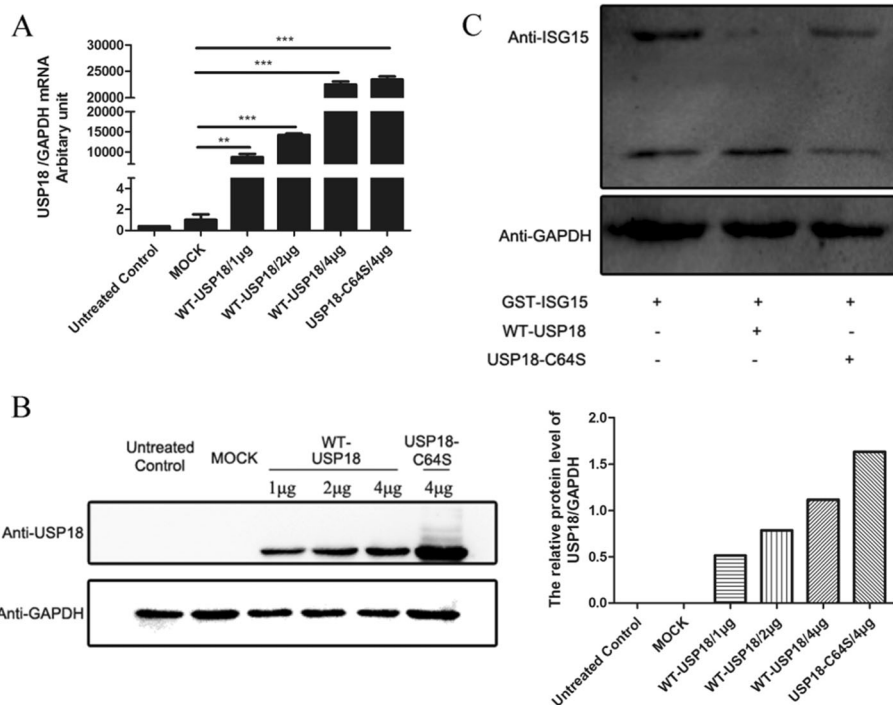 A
USP18 /GAPDH mRNA
Arbitary unit
30000
25000
20000
20000
15000
10000
4
2
0
***
***
***
**
Untreated Control
MOCK
WT-USP18/1μg
WT-USP18/2μg
WT-USP18/4μg
USP18-C64S/4μg
C
Anti-ISG15
Anti-GAPDH
GST-ISG15 + + +
WT-USP18 - + -
USP18-C64S - - +
B
Untreated
Control
MOCK
WT-
USP18
USP18-
C64S
1μg 2μg 4μg 4μg
Anti-USP18
Anti-GAPDH
The relative protein level of
USP18/GAPDH
2.0
1.5
1.0
0.5
0.0
Untreated Control
MOCK
WT-USP18/1μg
WT-USP18/2μg
WT-USP18/4μg
USP18-C64S/4μg